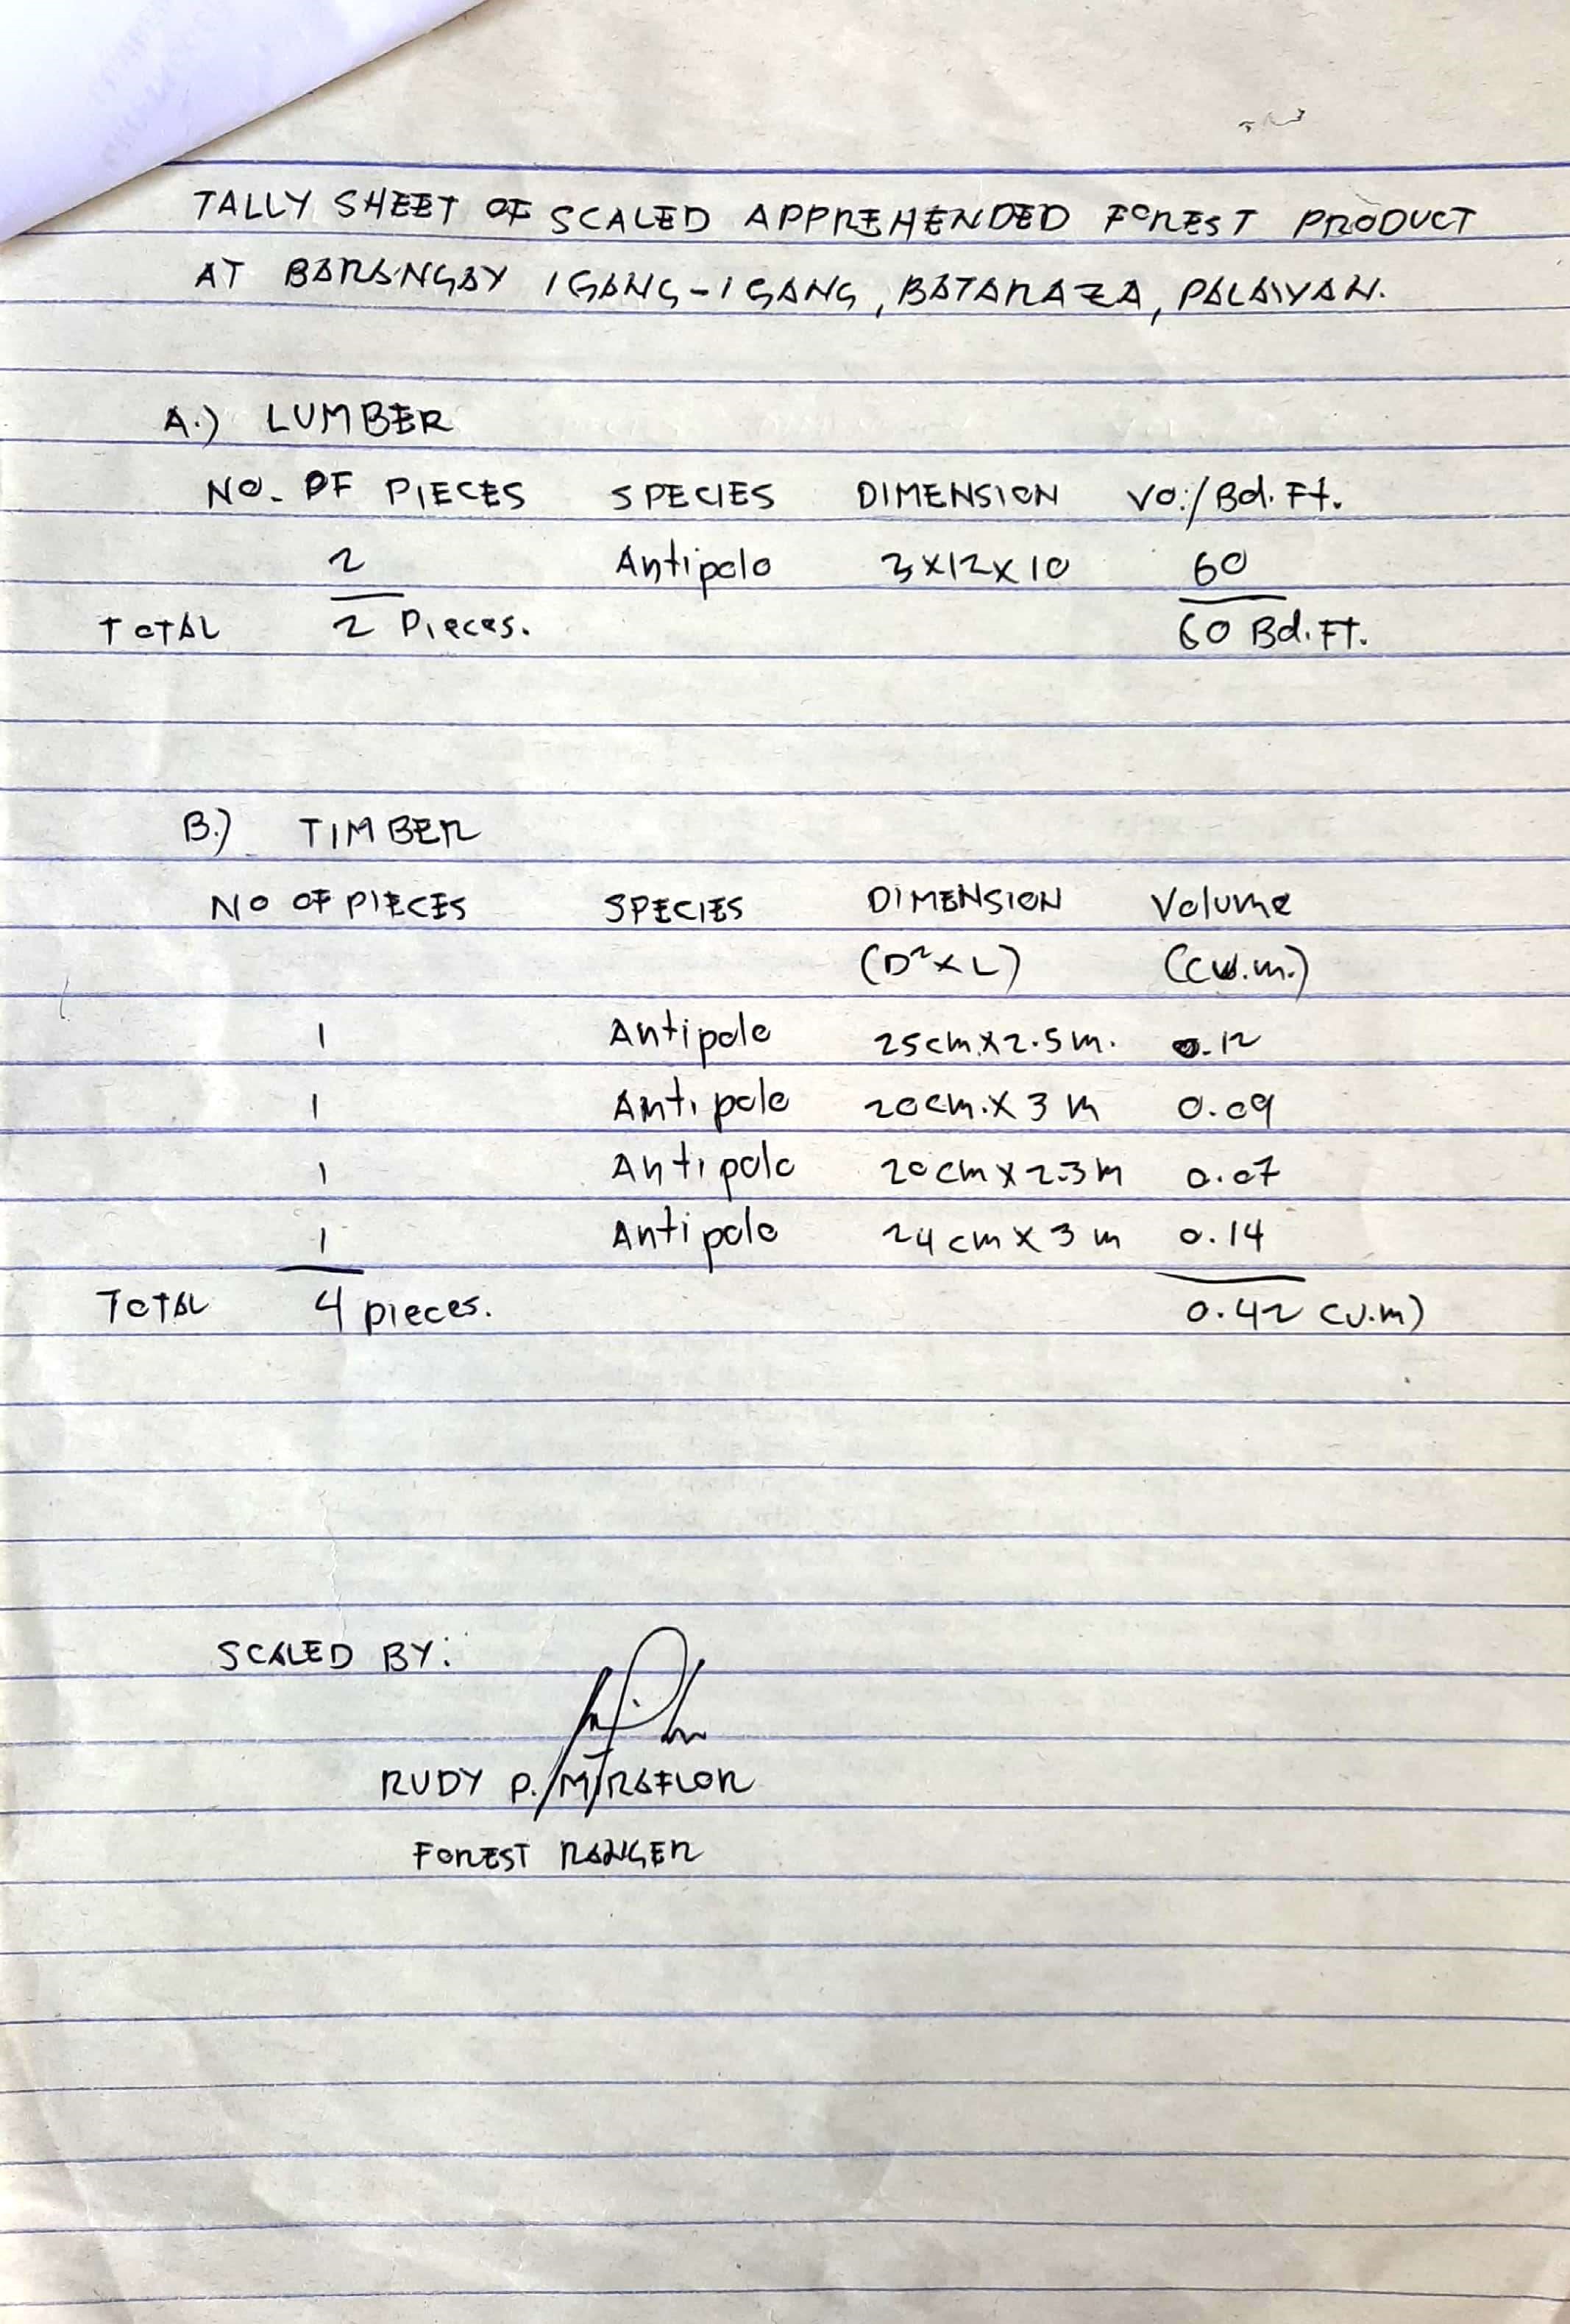 TALLY SHEET OF SCALED APPREHENDED FOREST PRODUCT
AT BARANGAY IGANG-IGANG, BATARAZA, PALAWAN.
A.) LUMBER
NO. OF PIECES SPECIES DIMENSION VO./Bd. Ft.
2 Antipolo 3x12x10 60
TOTAL 2 Pieces. 60 Bd. FT.
B.) TIMBER
NO OF PIECES SPECIES DIMENSION Volume
(D²xL) (cu.m.)
1 Antipolo 25cm.x2.5m. 0.12
1 Antipolo 20cm.x 3 m 0.09
1 Antipolo 20cm x 2.3m 0.07
1 Antipolo 24cm x 3 m 0.14
TOTAL 4 pieces. 0.42 cu.m)
SCALED BY:
RUDY P. MIRAFLOR
FOREST RANGER